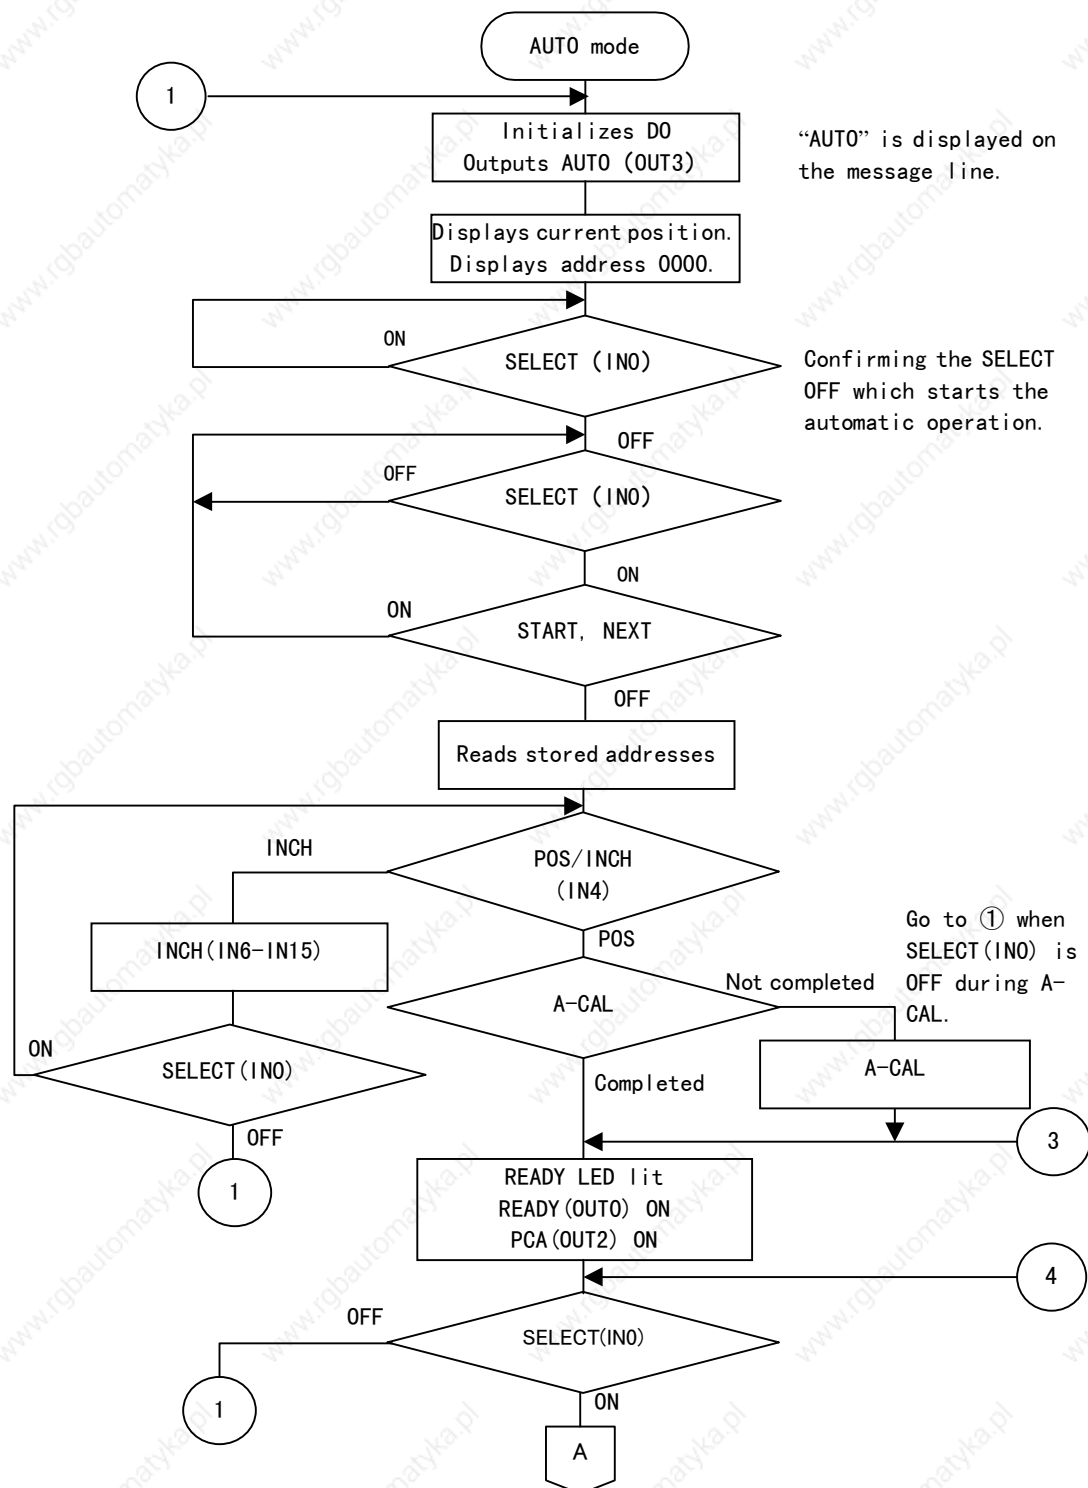 AUTO mode
1
Initializes DO
Outputs AUTO (OUT3)
“AUTO” is displayed on
the message line.
Displays current position.
Displays address 0000.
ON
SELECT (IN0)
Confirming the SELECT
OFF which starts the
automatic operation.
OFF
OFF
SELECT (IN0)
ON
ON
START, NEXT
OFF
Reads stored addresses
INCH
POS/INCH
(IN4)
POS
INCH(IN6-IN15)
Go to ① when
SELECT(IN0) is
OFF during A-
CAL.
Not completed
A-CAL
ON
SELECT(IN0)
A-CAL
Completed
OFF
3
1
READY LED lit
READY(OUT0) ON
PCA(OUT2) ON
4
OFF
SELECT(IN0)
1
ON
A
www.rgbautomatyka.pl